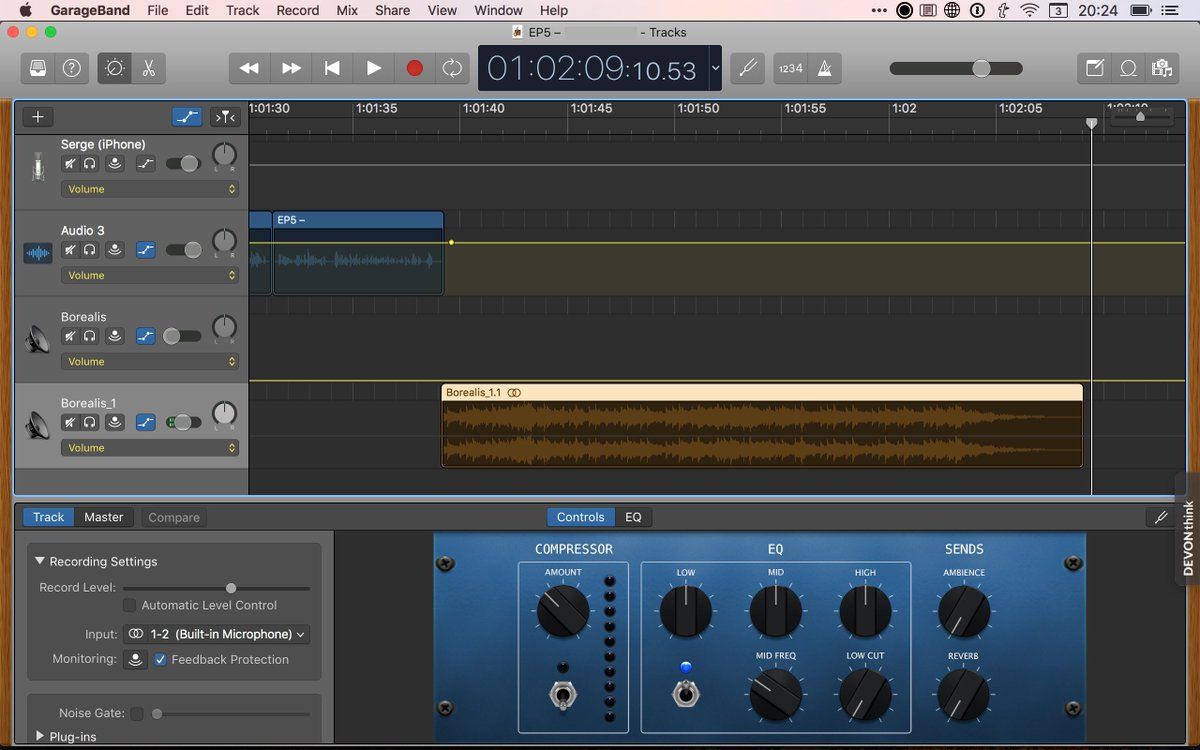 GarageBand File Edit Track Record Mix Share View Window Help 3 20:24
EP5 – - Tracks
01:02:09:10.53 1234
1:01:30 1:01:35 1:01:40 1:01:45 1:01:50 1:01:55 1:02 1:02:05 1:02:10
Serge (iPhone)
L R
Volume
EP5 –
Audio 3
L R
Volume
Borealis
L R
Volume
Borealis_1.1
Borealis_1
L R
Volume
DEVONthink
Track Master Compare Controls EQ
Recording Settings
Record Level:
Automatic Level Control
Input: 1-2 (Built-in Microphone)
Monitoring: Feedback Protection
Noise Gate:
Plug-ins
COMPRESSOR EQ SENDS
AMOUNT LOW MID HIGH AMBIENCE
MID FREQ LOW CUT REVERB